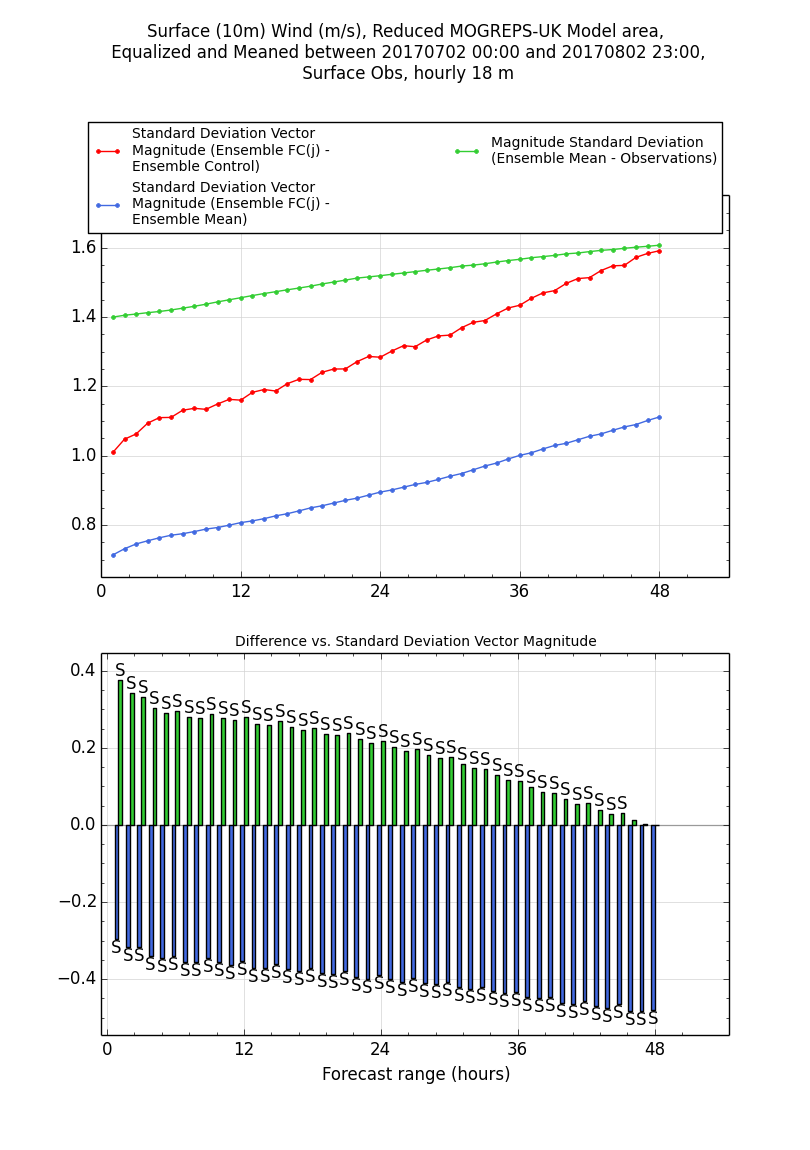 Surface (10m) Wind (m/s), Reduced MOGREPS-UK Model area,
Equalized and Meaned between 20170702 00:00 and 20170802 23:00,
Surface Obs, hourly 18 m
Standard Deviation Vector
Magnitude (Ensemble FC(j) -
Ensemble Control)
Standard Deviation Vector
Magnitude (Ensemble FC(j) -
Ensemble Mean)
Magnitude Standard Deviation
(Ensemble Mean - Observations)
1.6
1.4
1.2
1.0
0.8
0 12 24 36 48
Difference vs. Standard Deviation Vector Magnitude
0.4
0.2
0.0
−0.2
−0.4
S S S S S S S S S S S S S S S S S S S S S S S S S S S S S S S S S S S S S S S S S S S S S
S S S S S S S S S S S S S S S S S S S S S S S S S S S S S S S S S S S S S S S S S S S S S S S S
0 12 24 36 48
Forecast range (hours)